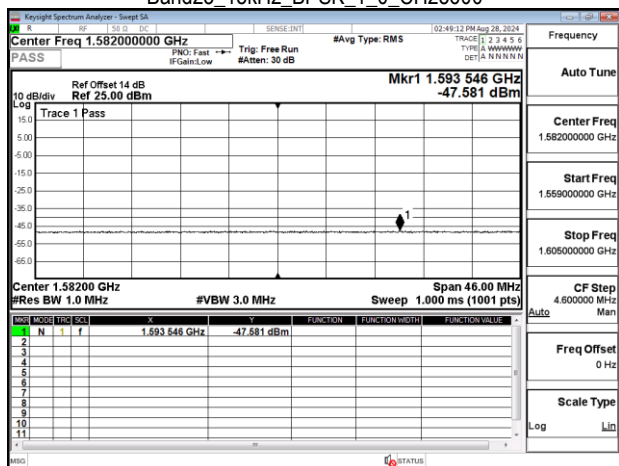 Keysight Spectrum Analyzer - Swept SA
R RF 50 Ω DC SENSE:INT 02:49:12 PM Aug 28, 2024
Center Freq 1.582000000 GHz
PASS
PNO: Fast
IFGain:Low
Trig: Free Run
#Atten: 30 dB
#Avg Type: RMS
TRACE 1 2 3 4 5 6
TYPE A WWWWW
DET A N N N N N
Ref Offset 14 dB
10 dB/div Ref 25.00 dBm
Mkr1 1.593 546 GHz
-47.581 dBm
Log
Trace 1 Pass
15.0
5.00
-5.00
-15.0
-25.0
-35.0
-45.0
-55.0
-65.0
1
Center 1.58200 GHz Span 46.00 MHz
#Res BW 1.0 MHz #VBW 3.0 MHz Sweep 1.000 ms (1001 pts)
MKR MODE TRC SCL X Y FUNCTION FUNCTION WIDTH FUNCTION VALUE
1 N 1 f 1.593 546 GHz -47.581 dBm
2
3
4
5
6
7
8
9
10
11
MSG STATUS
Frequency
Auto Tune
Center Freq
1.582000000 GHz
Start Freq
1.559000000 GHz
Stop Freq
1.605000000 GHz
CF Step
4.600000 MHz
Auto Man
Freq Offset
0 Hz
Scale Type
Log Lin